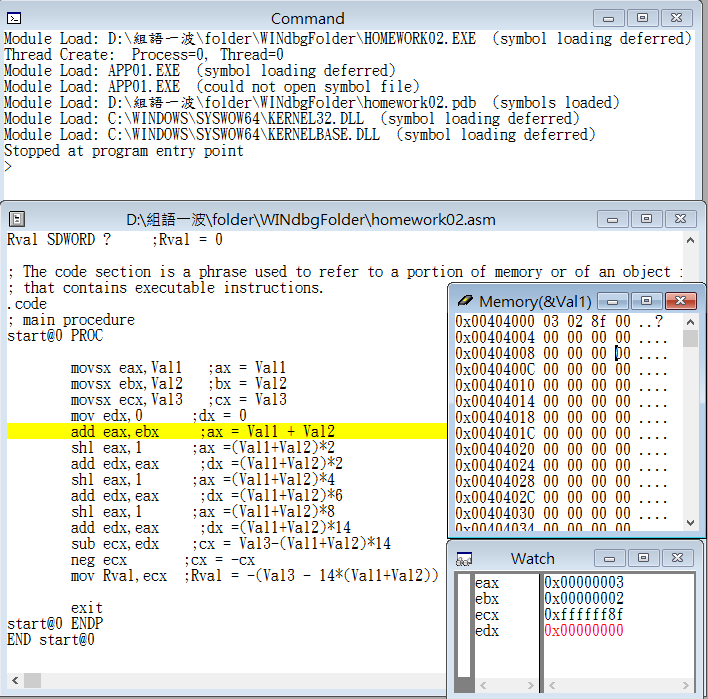 Command
Module Load: D:\組語一波\folder\WINdbgFolder\HOMEWORK02.EXE (symbol loading deferred)
Thread Create: Process=0, Thread=0
Module Load: APP01.EXE (symbol loading deferred)
Module Load: APP01.EXE (could not open symbol file)
Module Load: D:\組語一波\folder\WINdbgFolder\homework02.pdb (symbols loaded)
Module Load: C:\WINDOWS\SYSWOW64\KERNEL32.DLL (symbol loading deferred)
Module Load: C:\WINDOWS\SYSWOW64\KERNELBASE.DLL (symbol loading deferred)
Stopped at program entry point
>
D:\組語一波\folder\WINdbgFolder\homework02.asm
Rval SDWORD ? ;Rval = 0
; The code section is a phrase used to refer to a portion of memory or of an object
; that contains executable instructions.
.code
; main procedure
start@0 PROC
movsx eax,Val1 ;ax = Val1
movsx ebx,Val2 ;bx = Val2
movsx ecx,Val3 ;cx = Val3
mov edx,0 ;dx = 0
add eax,ebx ;ax = Val1 + Val2
shl eax,1 ;ax =(Val1+Val2)*2
add edx,eax ;dx =(Val1+Val2)*2
shl eax,1 ;ax =(Val1+Val2)*4
add edx,eax ;dx =(Val1+Val2)*6
shl eax,1 ;ax =(Val1+Val2)*8
add edx,eax ;dx =(Val1+Val2)*14
sub ecx,edx ;cx = Val3-(Val1+Val2)*14
neg ecx ;cx = -cx
mov Rval,ecx ;Rval = -(Val3 - 14*(Val1+Val2))
exit
start@0 ENDP
END start@0
Memory(&Val1)
0x00404000 03 02 8f 00 ..?
0x00404004 00 00 00 00 ....
0x00404008 00 00 00 00 ....
0x0040400C 00 00 00 00 ....
0x00404010 00 00 00 00 ....
0x00404014 00 00 00 00 ....
0x00404018 00 00 00 00 ....
0x0040401C 00 00 00 00 ....
0x00404020 00 00 00 00 ....
0x00404024 00 00 00 00 ....
0x00404028 00 00 00 00 ....
0x0040402C 00 00 00 00 ....
0x00404030 00 00 00 00 ....
0x00404034 00 00 00 00 ....
Watch
eax 0x00000003
ebx 0x00000002
ecx 0xffffff8f
edx 0x00000000